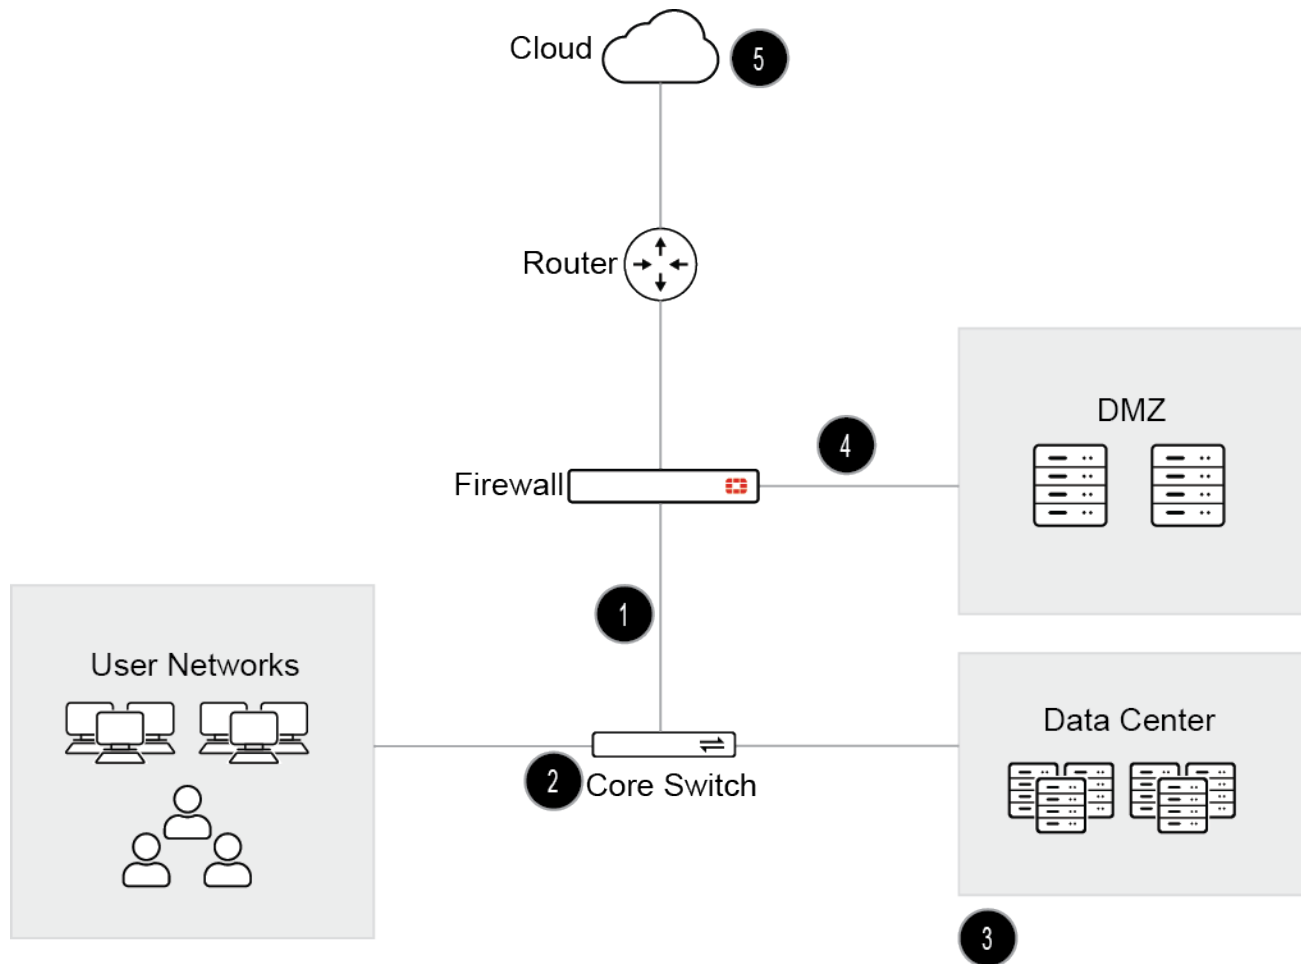 Cloud
5
Router
DMZ
4
Firewall
1
User Networks
Data Center
2
Core Switch
3